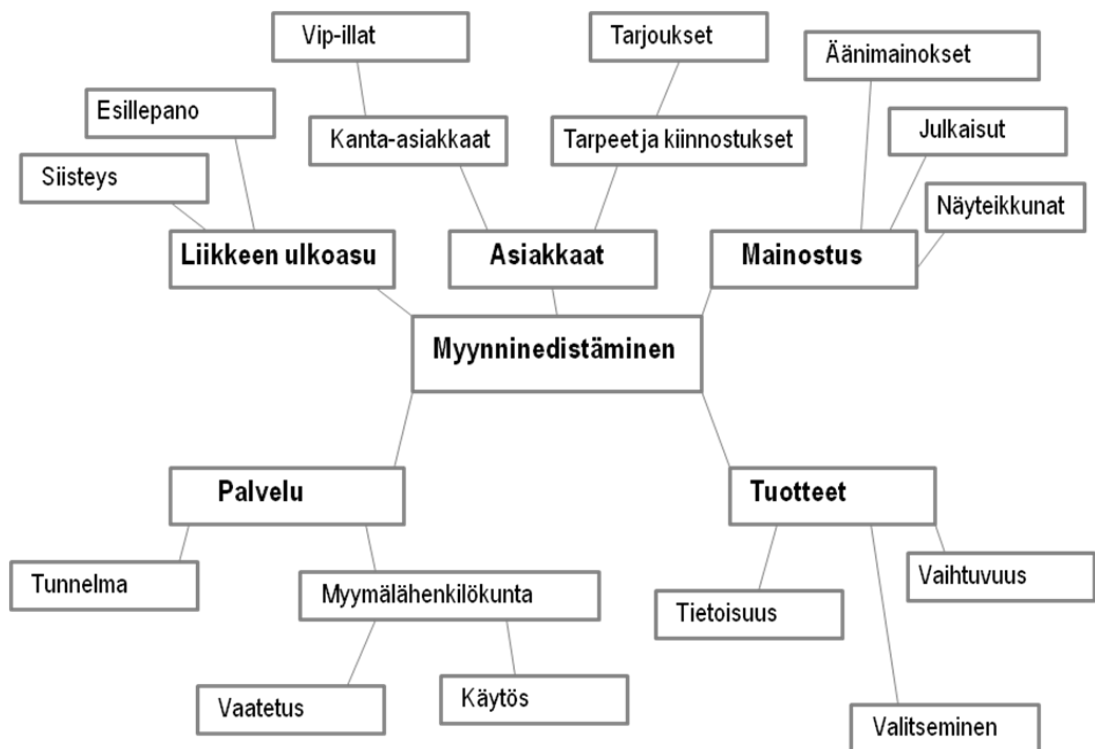 Vip-illat
Tarjoukset
Äänimainokset
Esillepano
Kanta-asiakkaat
Tarpeet ja kiinnostukset
Julkaisut
Siisteys
Näyteikkunat
Liikkeen ulkoasu
Asiakkaat
Mainostus
Myynninedistäminen
Palvelu
Tuotteet
Tunnelma
Myymälähenkilökunta
Tietoisuus
Vaihtuvuus
Vaatetus
Käytös
Valitseminen